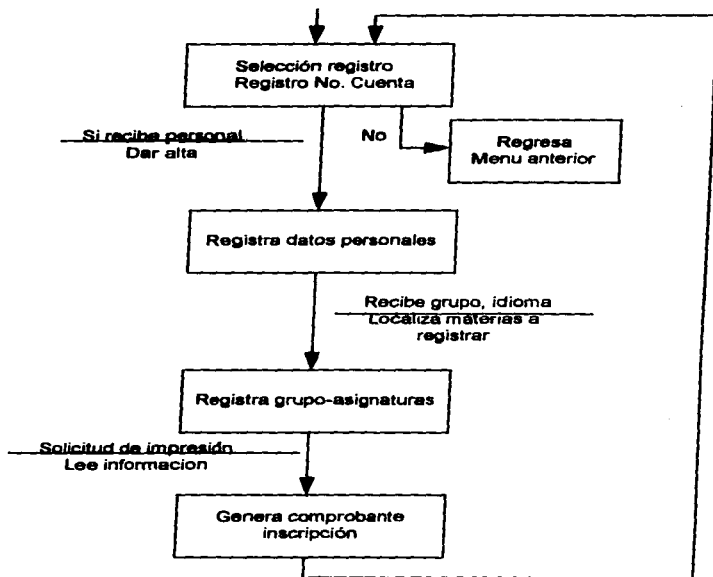 Selección registro
Registro No. Cuenta
Si recibe personal
Dar alta
No
Regresa
Menu anterior
Registra datos personales
Recibe grupo, idioma
Localiza materias a
registrar
Registra grupo-asignaturas
Solicitud de impresión
Lee informacion
Genera comprobante
inscripción